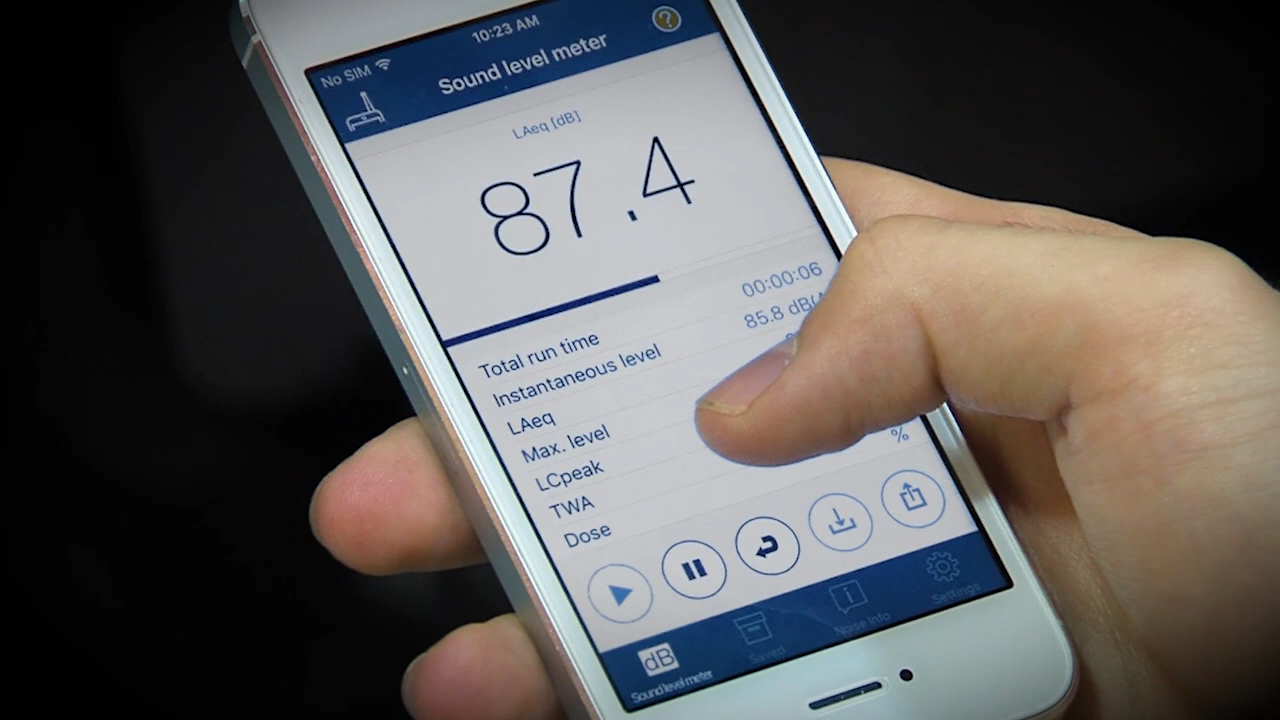 No SIM 10:23 AM
Sound level meter ?
LAeq [dB]
87.4
Total run time 00:00:06
Instantaneous level 85.8 dB(
LAeq
Max. level
LCpeak
TWA
Dose %
dB
Sound level meter Saved Noise info Settings